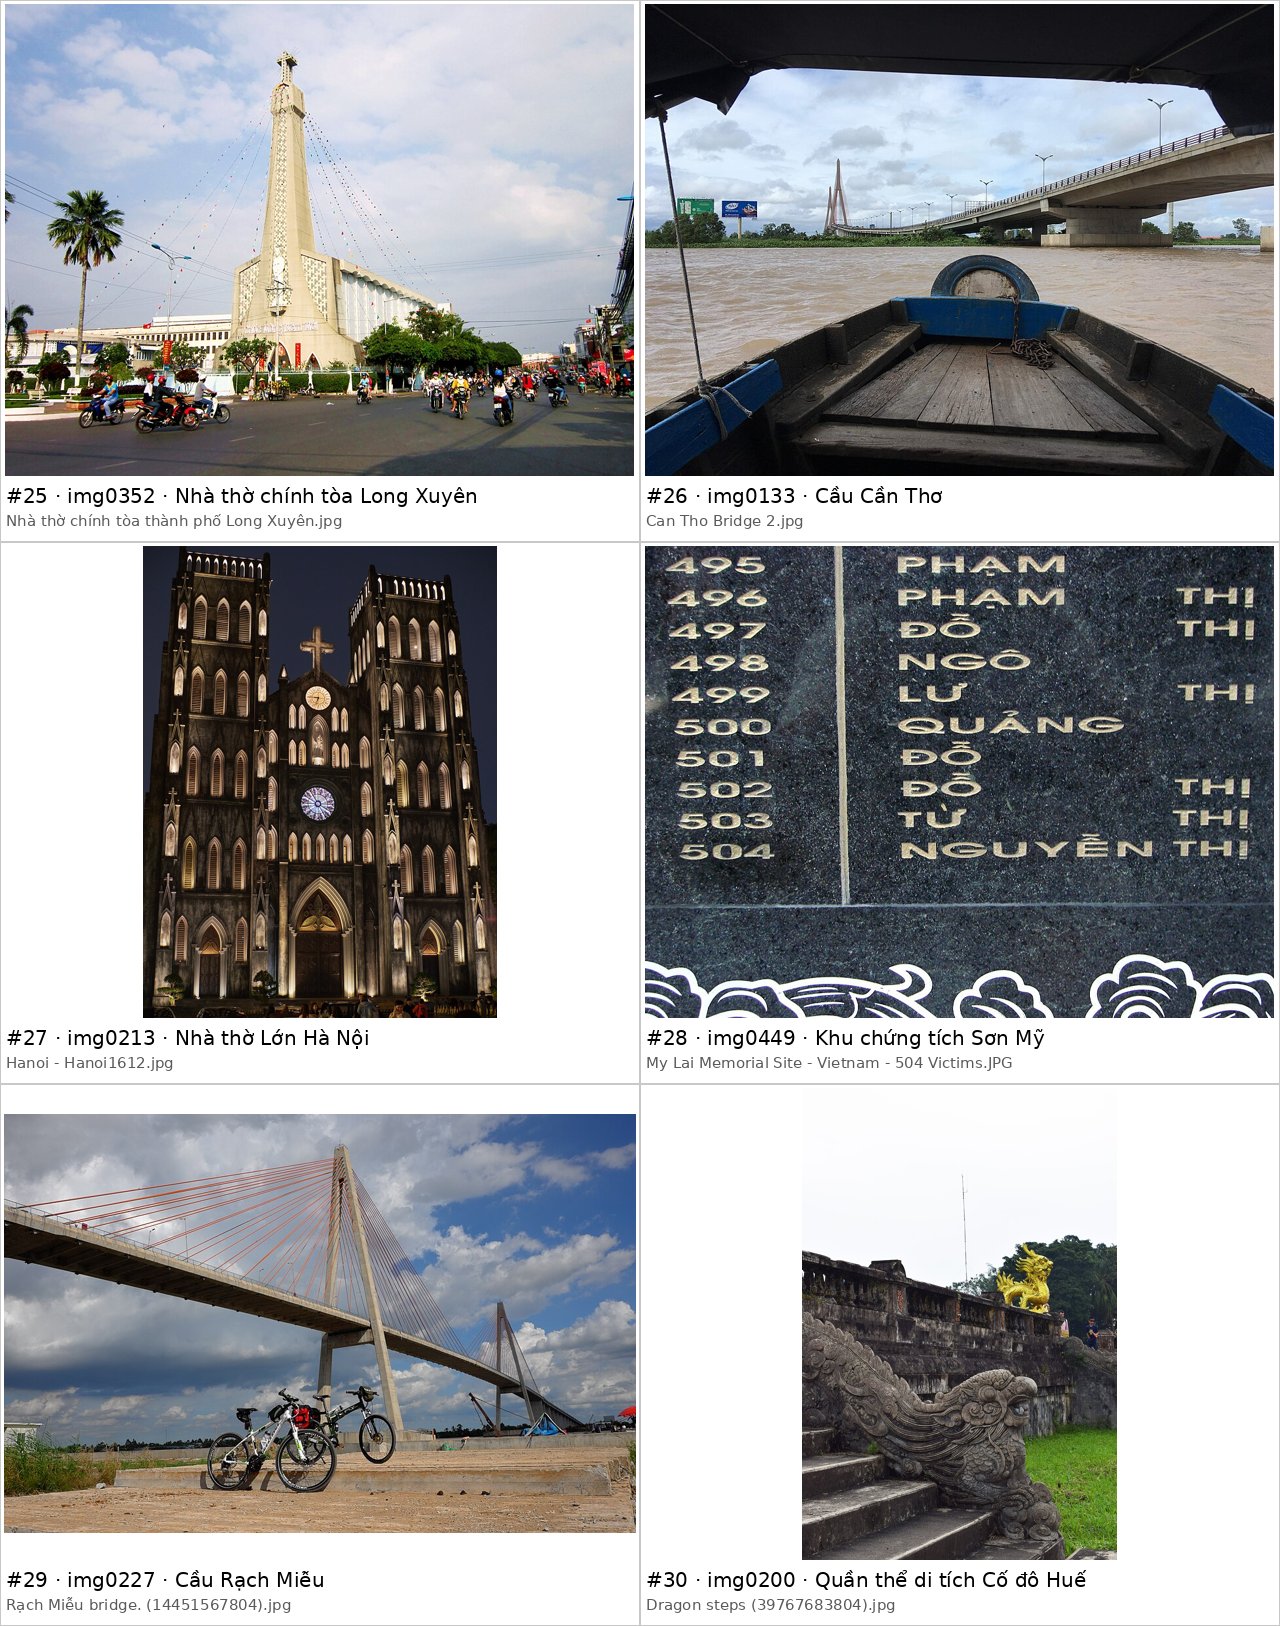 #25 · img0352 · Nhà thờ chính tòa Long Xuyên
Nhà thờ chính tòa thành phố Long Xuyên.jpg
#26 · img0133 · Cầu Cần Thơ
Can Tho Bridge 2.jpg
#27 · img0213 · Nhà thờ Lớn Hà Nội
Hanoi - Hanoi1612.jpg
495 PHẠM
496 PHẠM THỊ
497 ĐỖ THỊ
498 NGÔ
499 LƯ THỊ
500 QUẢNG
501 ĐỖ
502 ĐỖ THỊ
503 TỪ THỊ
504 NGUYỄN THỊ
#28 · img0449 · Khu chứng tích Sơn Mỹ
My Lai Memorial Site - Vietnam - 504 Victims.JPG
#29 · img0227 · Cầu Rạch Miễu
Rạch Miễu bridge. (14451567804).jpg
#30 · img0200 · Quần thể di tích Cố đô Huế
Dragon steps (39767683804).jpg